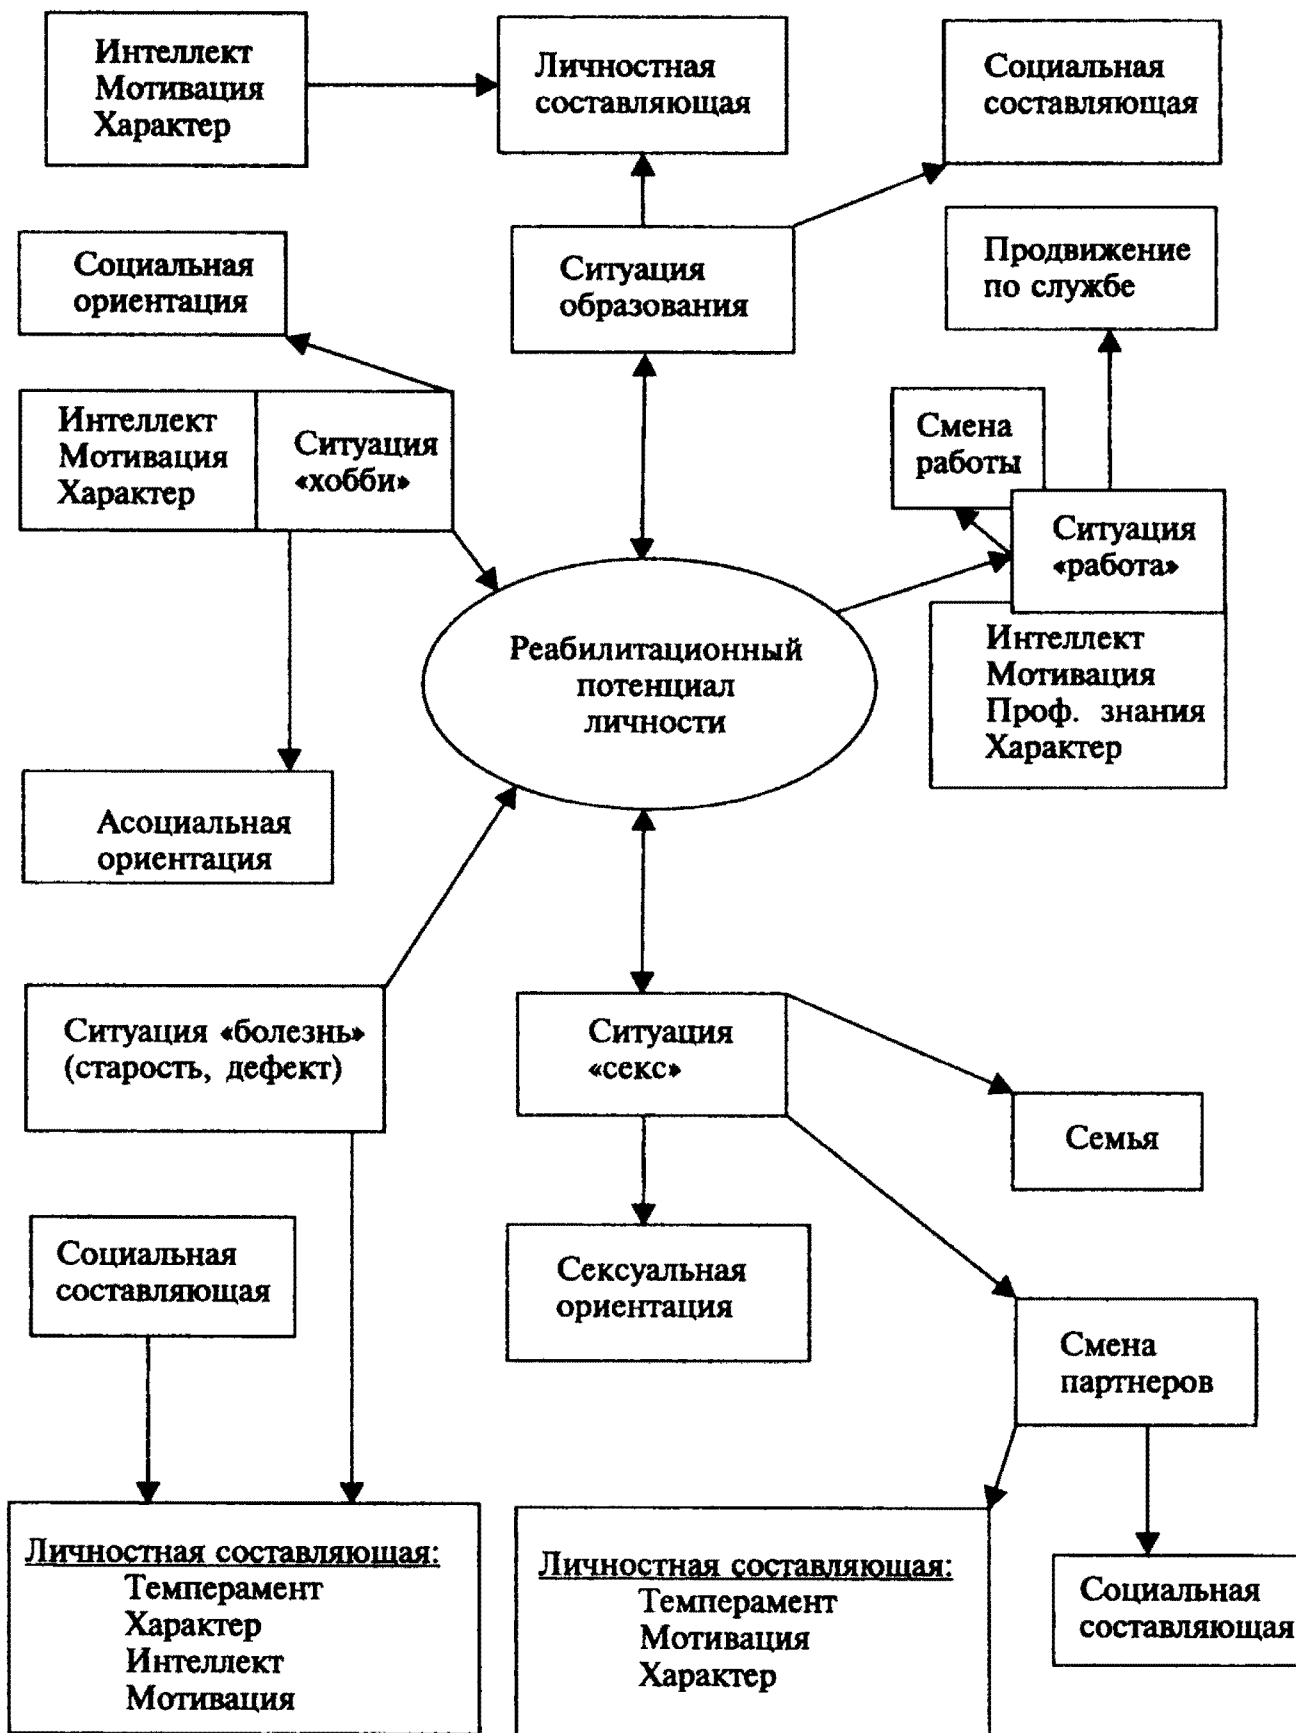 Интеллект
Мотивация
Характер
Личностная
составляющая
Социальная
составляющая
Социальная
ориентация
Ситуация
образования
Продвижение
по службе
Интеллект
Мотивация
Характер
Ситуация
«хобби»
Смена
работы
Ситуация
«работа»
Реабилитационный
потенциал
личности
Интеллект
Мотивация
Проф. знания
Характер
Асоциальная
ориентация
Ситуация «болезнь»
(старость, дефект)
Ситуация
«секс»
Семья
Социальная
составляющая
Сексуальная
ориентация
Смена
партнеров
Личностная составляющая:
Темперамент
Характер
Интеллект
Мотивация
Личностная составляющая:
Темперамент
Мотивация
Характер
Социальная
составляющая